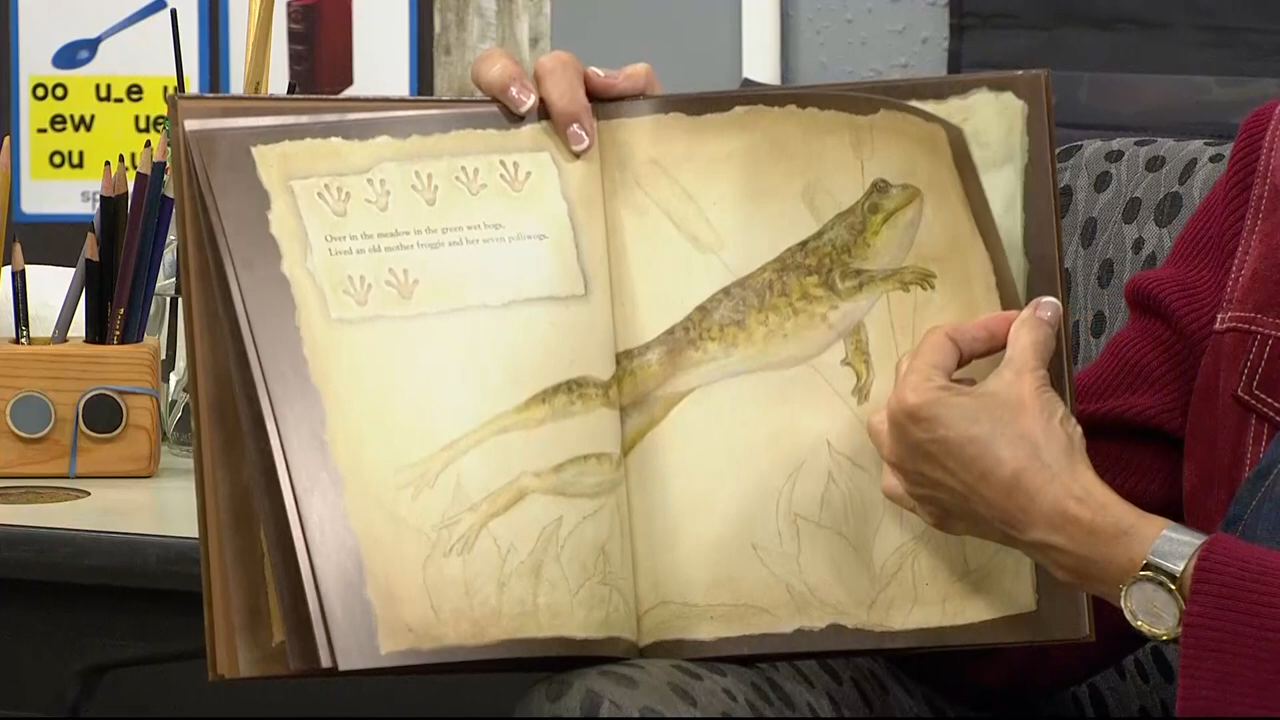 oo u_e u
_ew ue
ou u
sp
Over in the meadow in the green wet bogs,
Lived an old mother froggie and her seven polliwogs.